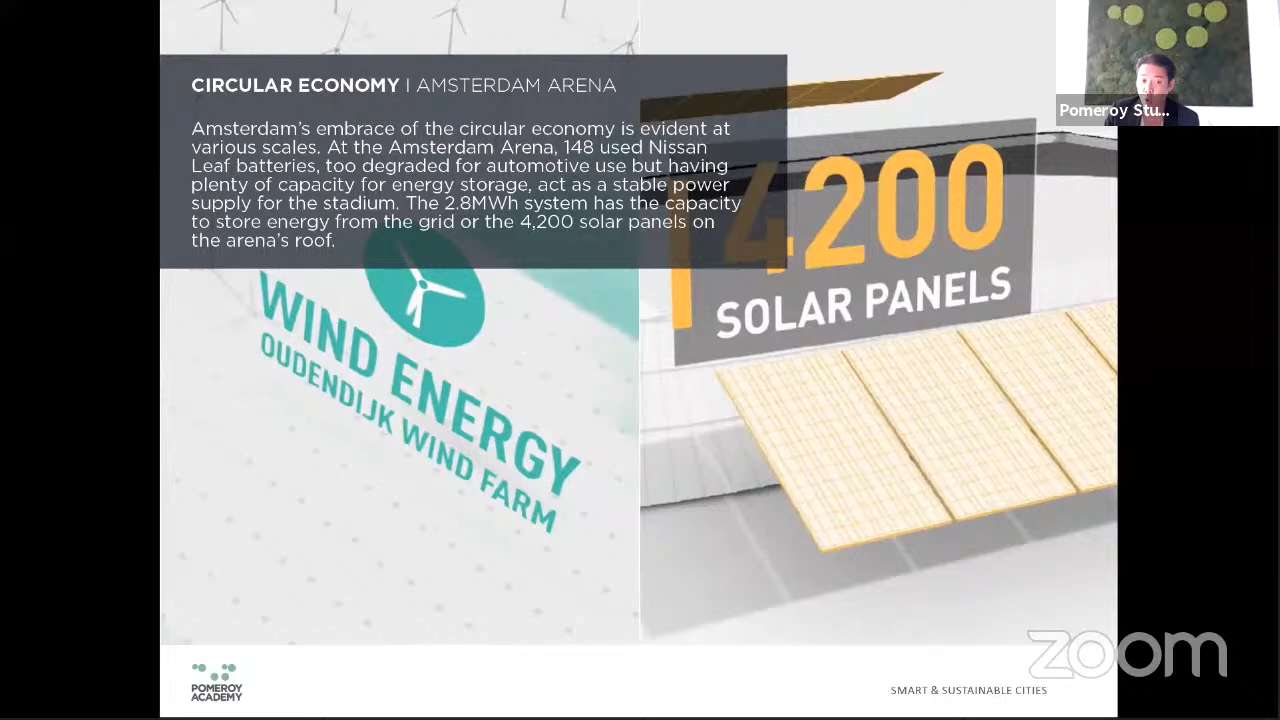 CIRCULAR ECONOMY | AMSTERDAM ARENA
Amsterdam's embrace of the circular economy is evident at
various scales. At the Amsterdam Arena, 148 used Nissan
Leaf batteries, too degraded for automotive use but having
plenty of capacity for energy storage, act as a stable power
supply for the stadium. The 2.8MWh system has the capacity
to store energy from the grid or the 4,200 solar panels on
the arena's roof.
Pomeroy Stu...
4200
SOLAR PANELS
WIND ENERGY
OUDENDIJK WIND FARM
POMEROY
ACADEMY
SMART & SUSTAINABLE CITIES
zoom